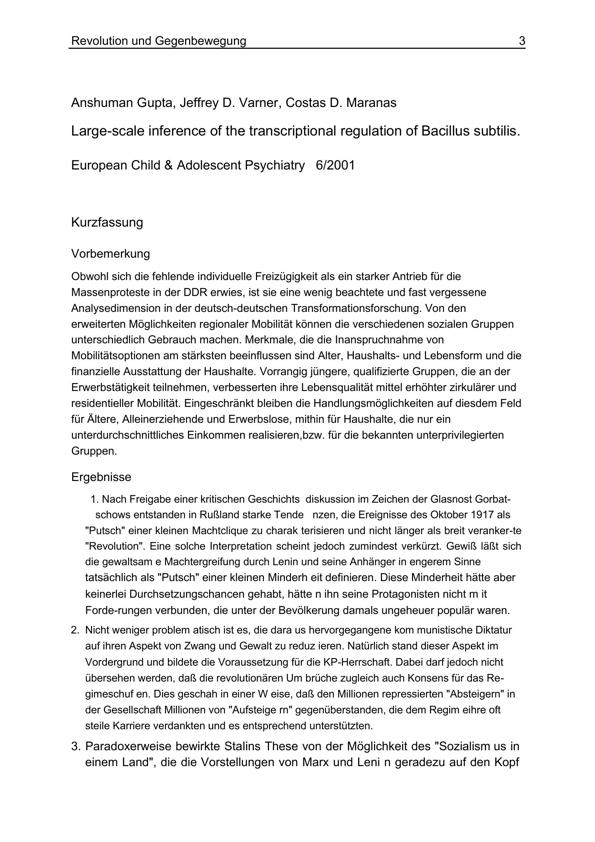 Revolution und Gegenbewegung 3
Anshuman Gupta, Jeffrey D. Varner, Costas D. Maranas
Large-scale inference of the transcriptional regulation of Bacillus subtilis.
European Child & Adolescent Psychiatry 6/2001
Kurzfassung
Vorbemerkung
Obwohl sich die fehlende individuelle Freizügigkeit als ein starker Antrieb für die
Massenproteste in der DDR erwies, ist sie eine wenig beachtete und fast vergessene
Analysedimension in der deutsch-deutschen Transformationsforschung. Von den
erweiterten Möglichkeiten regionaler Mobilität können die verschiedenen sozialen Gruppen
unterschiedlich Gebrauch machen. Merkmale, die die Inanspruchnahme von
Mobilitätsoptionen am stärksten beeinflussen sind Alter, Haushalts- und Lebensform und die
finanzielle Ausstattung der Haushalte. Vorrangig jüngere, qualifizierte Gruppen, die an der
Erwerbstätigkeit teilnehmen, verbesserten ihre Lebensqualität mittel erhöhter zirkulärer und
residentieller Mobilität. Eingeschränkt bleiben die Handlungsmöglichkeiten auf diesdem Feld
für Ältere, Alleinerziehende und Erwerbslose, mithin für Haushalte, die nur ein
unterdurchschnittliches Einkommen realisieren,bzw. für die bekannten unterprivilegierten
Gruppen.
Ergebnisse
1. Nach Freigabe einer kritischen Geschichts diskussion im Zeichen der Glasnost Gorbat-
schows entstanden in Rußland starke Tende nzen, die Ereignisse des Oktober 1917 als
"Putsch" einer kleinen Machtclique zu charak terisieren und nicht länger als breit veranker-te
"Revolution". Eine solche Interpretation scheint jedoch zumindest verkürzt. Gewiß läßt sich
die gewaltsam e Machtergreifung durch Lenin und seine Anhänger in engerem Sinne
tatsächlich als "Putsch" einer kleinen Minderh eit definieren. Diese Minderheit hätte aber
keinerlei Durchsetzungschancen gehabt, hätte n ihn seine Protagonisten nicht m it
Forde-rungen verbunden, die unter der Bevölkerung damals ungeheuer populär waren.
2. Nicht weniger problem atisch ist es, die dara us hervorgegangene kom munistische Diktatur
auf ihren Aspekt von Zwang und Gewalt zu reduz ieren. Natürlich stand dieser Aspekt im
Vordergrund und bildete die Voraussetzung für die KP-Herrschaft. Dabei darf jedoch nicht
übersehen werden, daß die revolutionären Um brüche zugleich auch Konsens für das Re-
gimeschuf en. Dies geschah in einer W eise, daß den Millionen repressierten "Absteigern" in
der Gesellschaft Millionen von "Aufsteige rn" gegenüberstanden, die dem Regim eihre oft
steile Karriere verdankten und es entsprechend unterstützten.
3. Paradoxerweise bewirkte Stalins These von der Möglichkeit des "Sozialism us in
einem Land", die die Vorstellungen von Marx und Leni n geradezu auf den Kopf